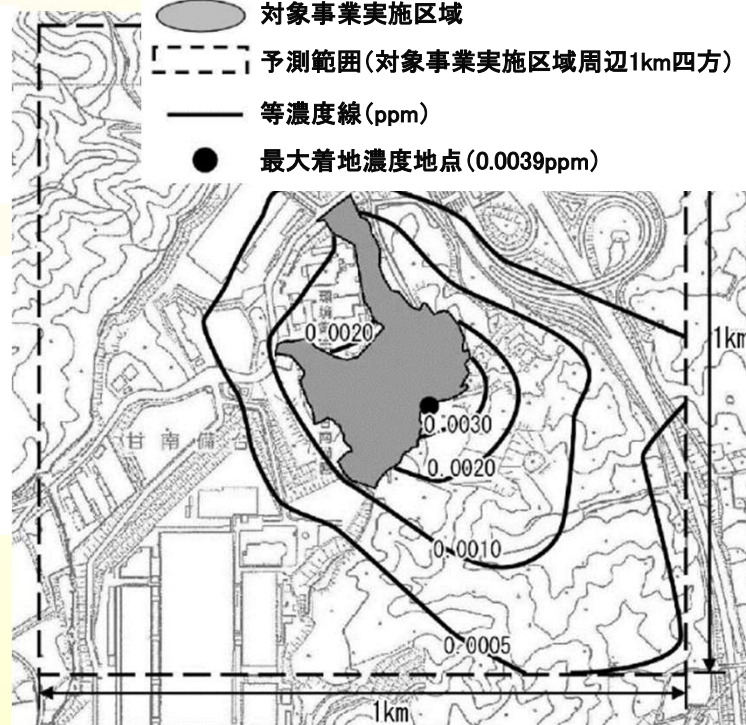 対象事業実施区域
予測範囲(対象事業実施区域周辺1km四方)
等濃度線(ppm)
最大着地濃度地点(0.0039ppm)
0.0020
1km
0.0030
甘南備台
0.0020
0.0010
0.0005
1km